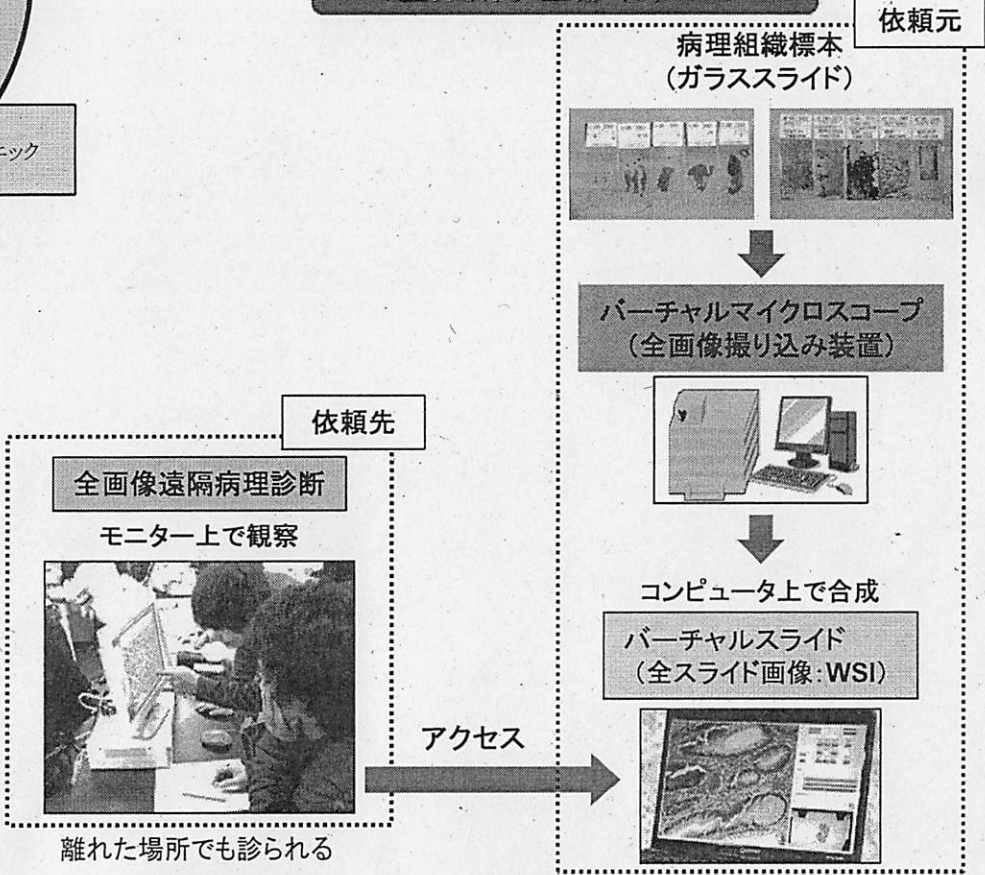 依頼元
病理組織標本
(ガラススライド)
バーチャルマイクロスコープ
(全画像撮り込み装置)
コンピュータ上で合成
バーチャルスライド
(全スライド画像:WSI)
依頼先
全画像遠隔病理診断
モニター上で観察
アクセス
離れた場所でも診られる